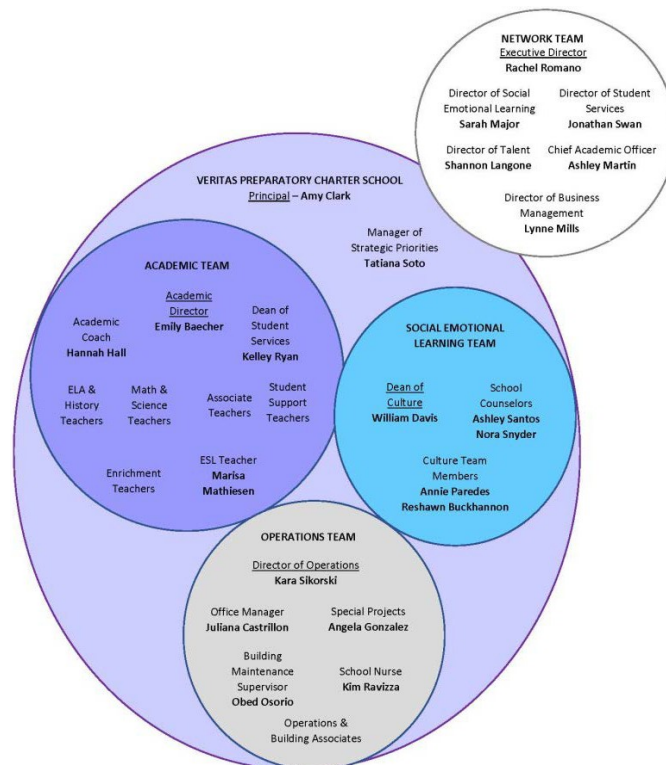 NETWORK TEAM
Executive Director
Rachel Romano
Director of Social
Emotional Learning
Sarah Major
Director of Student
Services
Jonathan Swan
Director of Talent
Shannon Langone
Chief Academic Officer
Ashley Martin
Director of Business
Management
Lynne Mills
VERITAS PREPARATORY CHARTER SCHOOL
Principal – Amy Clark
Manager of
Strategic Priorities
Tatiana Soto
ACADEMIC TEAM
Academic
Director
Emily Baecher
Academic
Coach
Hannah Hall
Dean of
Student
Services
Kelley Ryan
ELA &
History
Teachers
Math &
Science
Teachers
Associate
Teachers
Student
Support
Teachers
Enrichment
Teachers
ESL Teacher
Marisa
Mathiesen
SOCIAL EMOTIONAL
LEARNING TEAM
Dean of
Culture
William Davis
School
Counselors
Ashley Santos
Nora Snyder
Culture Team
Members
Annie Paredes
Reshawn Buckhannon
OPERATIONS TEAM
Director of Operations
Kara Sikorski
Office Manager
Juliana Castrillon
Special Projects
Angela Gonzalez
Building
Maintenance
Supervisor
Obed Osorio
School Nurse
Kim Ravizza
Operations &
Building Associates